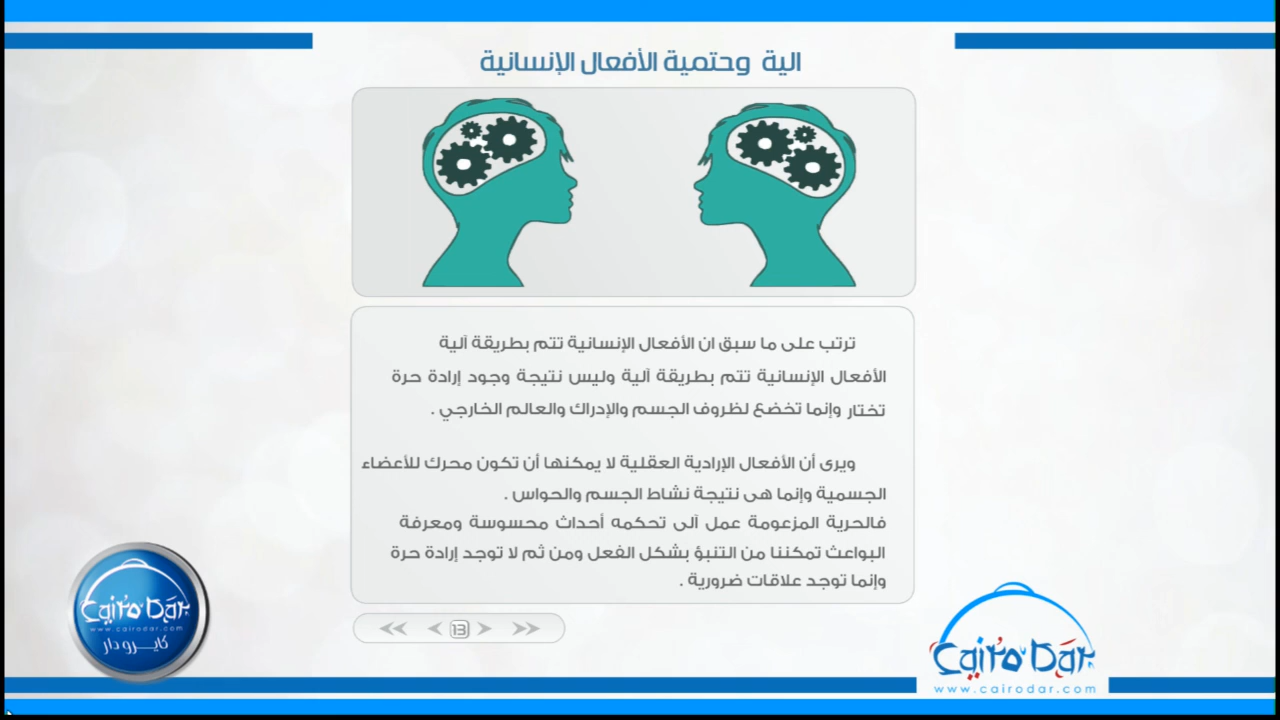 الية وحتمية الأفعال الإنسانية
ترتب على ما سبق ان الأفعال الإنسانية تتم بطريقة آلية
الأفعال الإنسانية تتم بطريقة آلية وليس نتيجة وجود إرادة حرة
تختار وإنما تخضع لظروف الجسم والإدراك والعالم الخارجي .
ويرى أن الأفعال الإرادية العقلية لا يمكنها أن تكون محرك للأعضاء
الجسمية وإنما هى نتيجة نشاط الجسم والحواس .
فالحرية المزعومة عمل آلى تحكمه أحداث محسوسة ومعرفة
البواعث تمكننا من التنبؤ بشكل الفعل ومن ثم لا توجد إرادة حرة
وإنما توجد علاقات ضرورية .
13
Cairo Dar
www.cairodar.com
كايرو دار
Cairo Dar
www.cairodar.com